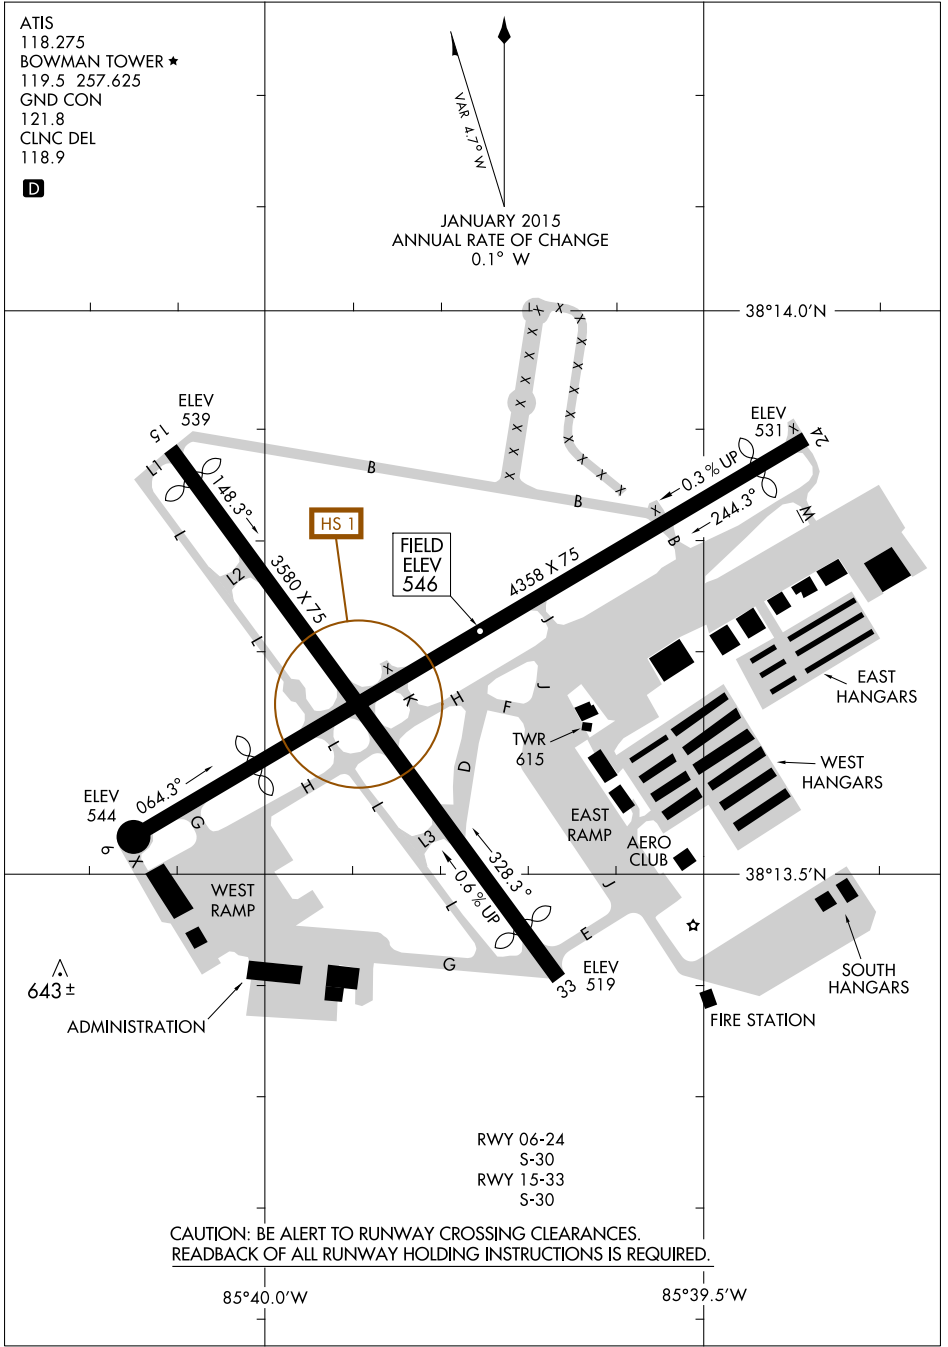 ATIS
118.275
BOWMAN TOWER ★
119.5 257.625
GND CON
121.8
CLNC DEL
118.9
D
VAR 4.7° W
JANUARY 2015
ANNUAL RATE OF CHANGE
0.1° W
38°14.0'N
ELEV
539
15
L1
148.3°
B
B
X X X X X X X X X X X X X X X X X
ELEV
531
X
24
0.3% UP
244.3°
X
B
W
HS 1
FIELD
ELEV
546
L
L2
3580 X 75
4358 X 75
L
J
X
K
H
F
J
EAST
HANGARS
TWR
615
L
D
WEST
HANGARS
064.3°
ELEV
544
6
X
G
H
L
L3
EAST
RAMP
AERO
CLUB
38°13.5'N
WEST
RAMP
328.3°
0.6% UP
L
J
E
G
ELEV
519
33
SOUTH
HANGARS
643±
ADMINISTRATION
FIRE STATION
RWY 06-24
S-30
RWY 15-33
S-30
CAUTION: BE ALERT TO RUNWAY CROSSING CLEARANCES.
READBACK OF ALL RUNWAY HOLDING INSTRUCTIONS IS REQUIRED.
85°40.0'W
85°39.5'W